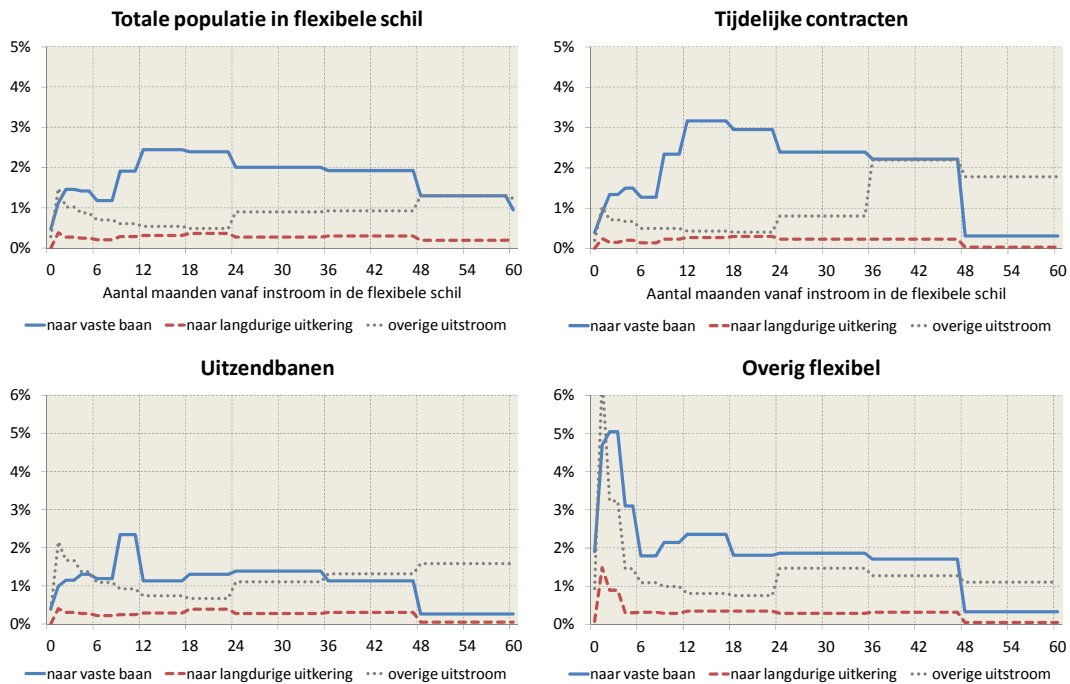 Totale populatie in flexibele schil
5%
4%
3%
2%
1%
0%
0 6 12 18 24 30 36 42 48 54 60
Aantal maanden vanaf instroom in de flexibele schil
naar vaste baan naar langdurige uitkering overige uitstroom
Tijdelijke contracten
5%
4%
3%
2%
1%
0%
0 6 12 18 24 30 36 42 48 54 60
Aantal maanden vanaf instroom in de flexibele schil
naar vaste baan naar langdurige uitkering overige uitstroom
Uitzendbanen
6%
5%
4%
3%
2%
1%
0%
0 6 12 18 24 30 36 42 48 54 60
naar vaste baan naar langdurige uitkering overige uitstroom
Overig flexibel
6%
5%
4%
3%
2%
1%
0%
0 6 12 18 24 30 36 42 48 54 60
naar vaste baan naar langdurige uitkering overige uitstroom